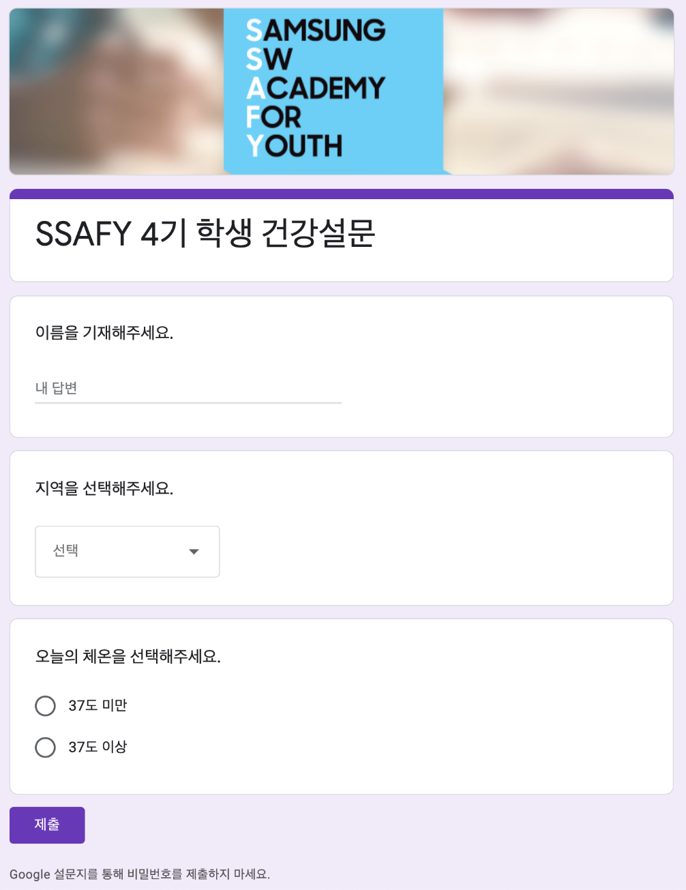 SAMSUNG
SW
ACADEMY
FOR
YOUTH
SSAFY 4기 학생 건강설문
이름을 기재해주세요.
내 답변
지역을 선택해주세요.
선택
오늘의 체온을 선택해주세요.
37도 미만
37도 이상
제출
Google 설문지를 통해 비밀번호를 제출하지 마세요.